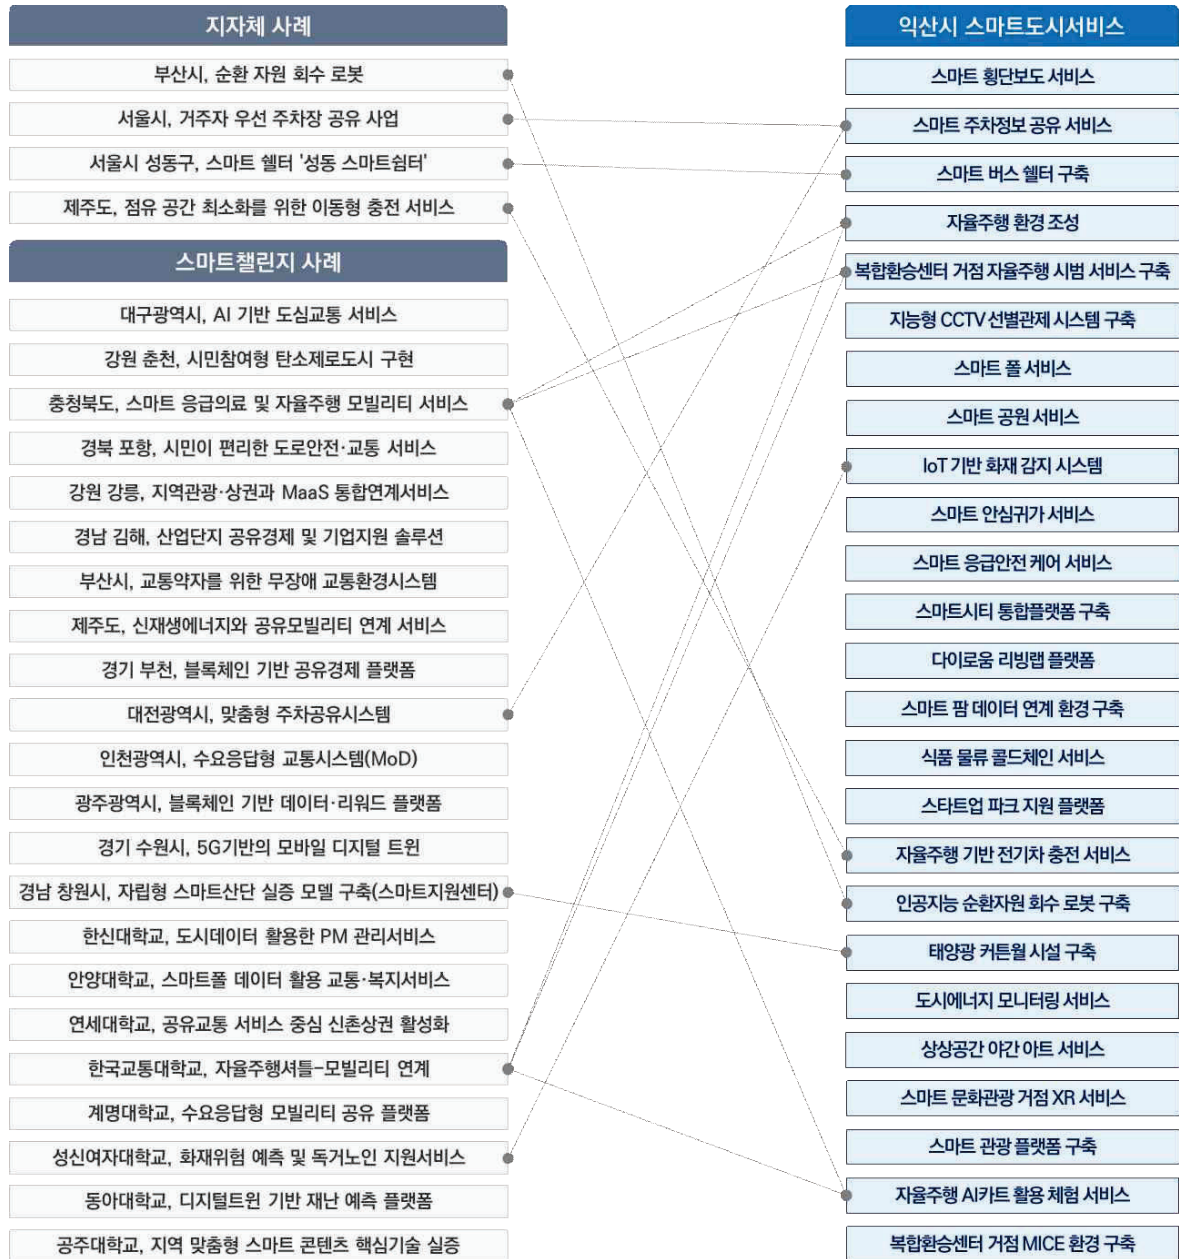 지자체 사례
부산시, 순환 자원 회수 로봇
서울시, 거주자 우선 주차장 공유 사업
서울시 성동구, 스마트 쉘터 '성동 스마트쉼터'
제주도, 점유 공간 최소화를 위한 이동형 충전 서비스
스마트챌린지 사례
대구광역시, AI 기반 도심교통 서비스
강원 춘천, 시민참여형 탄소제로도시 구현
충청북도, 스마트 응급의료 및 자율주행 모빌리티 서비스
경북 포항, 시민이 편리한 도로안전·교통 서비스
강원 강릉, 지역관광·상권과 MaaS 통합연계서비스
경남 김해, 산업단지 공유경제 및 기업지원 솔루션
부산시, 교통약자를 위한 무장애 교통환경시스템
제주도, 신재생에너지와 공유모빌리티 연계 서비스
경기 부천, 블록체인 기반 공유경제 플랫폼
대전광역시, 맞춤형 주차공유시스템
인천광역시, 수요응답형 교통시스템(MoD)
광주광역시, 블록체인 기반 데이터·리워드 플랫폼
경기 수원시, 5G기반의 모바일 디지털 트윈
경남 창원시, 자립형 스마트산단 실증 모델 구축(스마트지원센터)
한신대학교, 도시데이터 활용한 PM 관리서비스
안양대학교, 스마트폴 데이터 활용 교통·복지서비스
연세대학교, 공유교통 서비스 중심 신촌상권 활성화
한국교통대학교, 자율주행셔틀-모빌리티 연계
계명대학교, 수요응답형 모빌리티 공유 플랫폼
성신여자대학교, 화재위험 예측 및 독거노인 지원서비스
동아대학교, 디지털트윈 기반 재난 예측 플랫폼
공주대학교, 지역 맞춤형 스마트 콘텐츠 핵심기술 실증
익산시 스마트도시서비스
스마트 횡단보도 서비스
스마트 주차정보 공유 서비스
스마트 버스 쉘터 구축
자율주행 환경 조성
복합환승센터 거점 자율주행 시범 서비스 구축
지능형 CCTV 선별관제 시스템 구축
스마트 폴 서비스
스마트 공원 서비스
IoT 기반 화재 감지 시스템
스마트 안심귀가 서비스
스마트 응급안전 케어 서비스
스마트시티 통합플랫폼 구축
다이로움 리빙랩 플랫폼
스마트 팜 데이터 연계 환경 구축
식품 물류 콜드체인 서비스
스타트업 파크 지원 플랫폼
자율주행 기반 전기차 충전 서비스
인공지능 순환자원 회수 로봇 구축
태양광 커튼월 시설 구축
도시에너지 모니터링 서비스
상상공간 야간 아트 서비스
스마트 문화관광 거점 XR 서비스
스마트 관광 플랫폼 구축
자율주행 AI카트 활용 체험 서비스
복합환승센터 거점 MICE 환경 구축